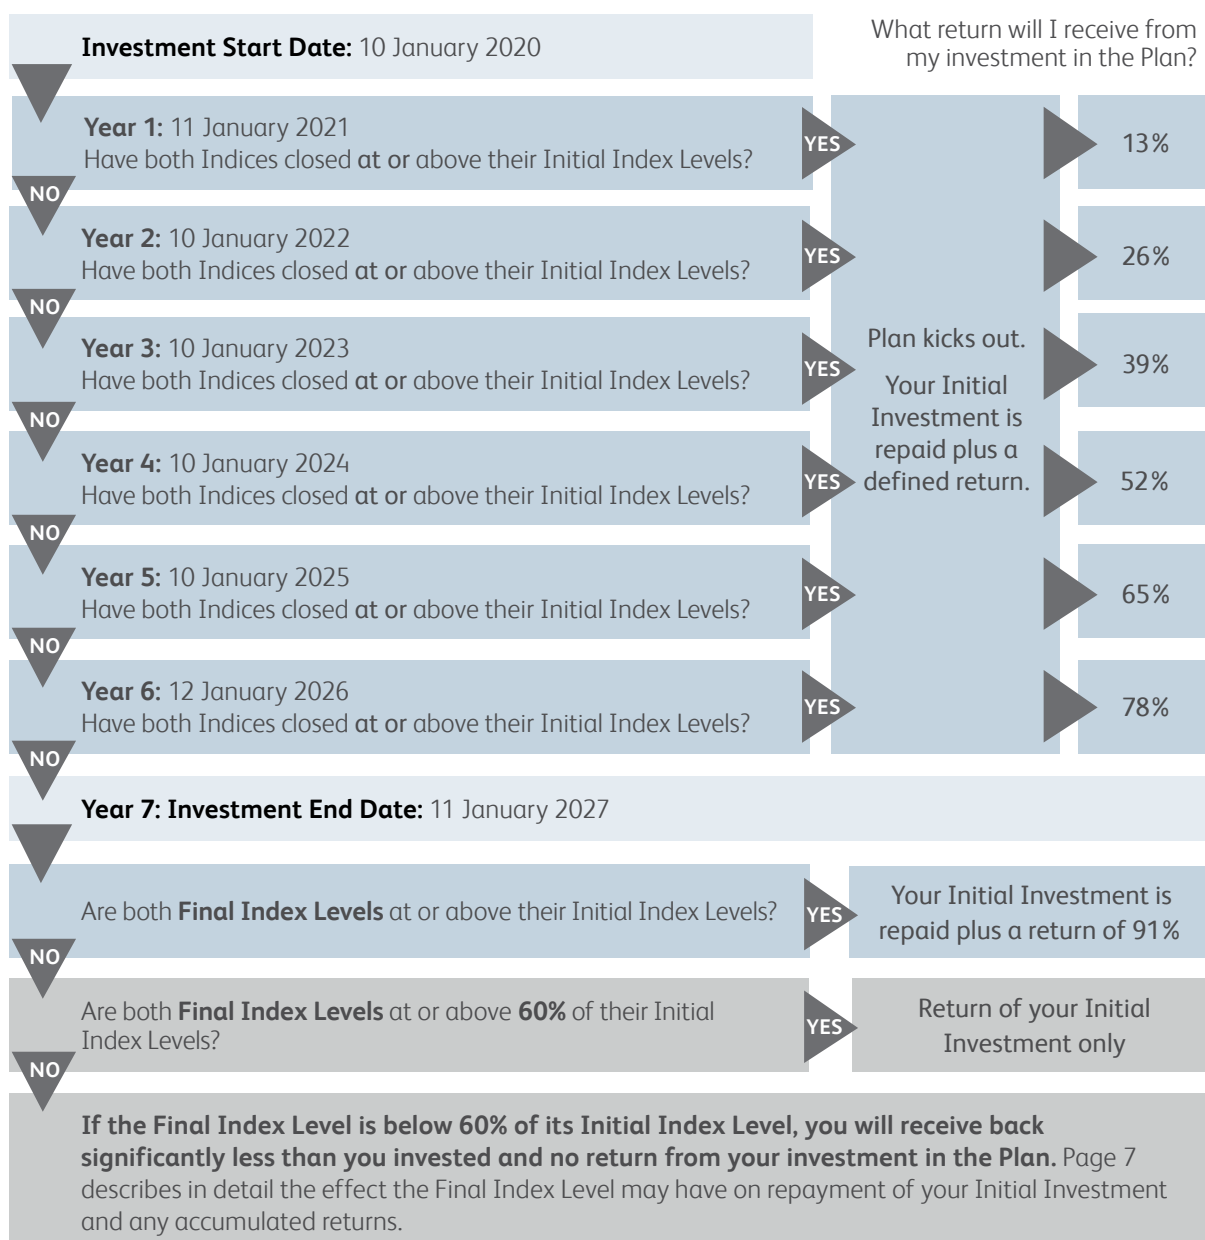 Investment Start Date: 10 January 2020
What return will I receive from
my investment in the Plan?
Year 1: 11 January 2021
Have both Indices closed at or above their Initial Index Levels?
YES
13%
NO
Year 2: 10 January 2022
Have both Indices closed at or above their Initial Index Levels?
YES
26%
NO
Year 3: 10 January 2023
Have both Indices closed at or above their Initial Index Levels?
YES
Plan kicks out.
Your Initial
Investment is
repaid plus a
defined return.
39%
NO
Year 4: 10 January 2024
Have both Indices closed at or above their Initial Index Levels?
YES
52%
NO
Year 5: 10 January 2025
Have both Indices closed at or above their Initial Index Levels?
YES
65%
NO
Year 6: 12 January 2026
Have both Indices closed at or above their Initial Index Levels?
YES
78%
NO
Year 7: Investment End Date: 11 January 2027
Are both Final Index Levels at or above their Initial Index Levels?
YES
Your Initial Investment is
repaid plus a return of 91%
NO
Are both Final Index Levels at or above 60% of their Initial
Index Levels?
YES
Return of your Initial
Investment only
NO
If the Final Index Level is below 60% of its Initial Index Level, you will receive back
significantly less than you invested and no return from your investment in the Plan. Page 7
describes in detail the effect the Final Index Level may have on repayment of your Initial Investment
and any accumulated returns.